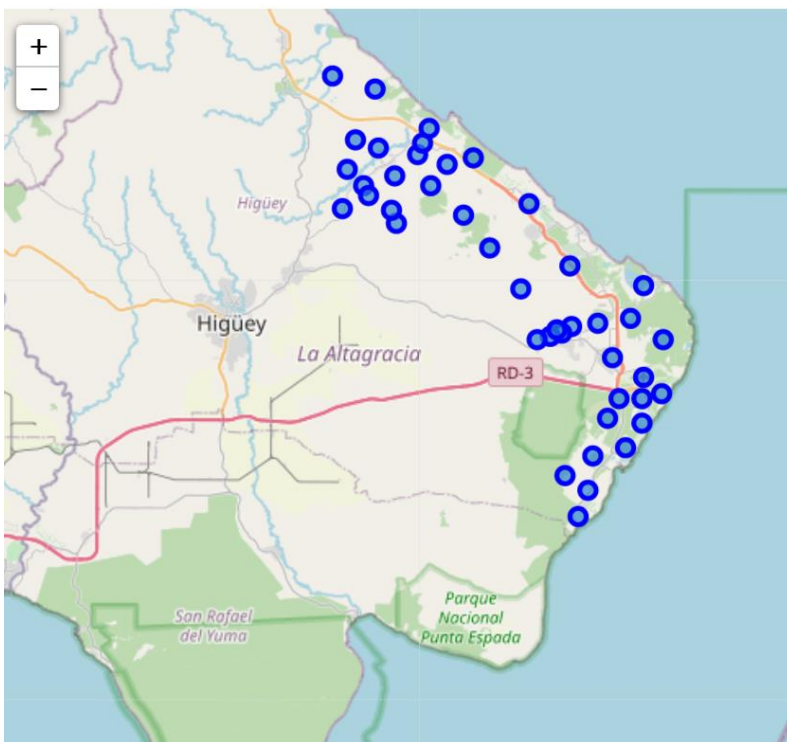 +
−
Higüey
Higüey
La Altagracia
RD-3
Parque
Nacional
Punta Espada
San Rafael
del Yuma